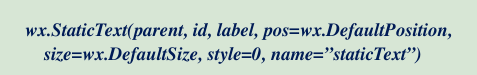 wx.StaticText(parent, id, label, pos=wx.DefaultPosition,
size=wx.DefaultSize, style=0, name=”staticText”)